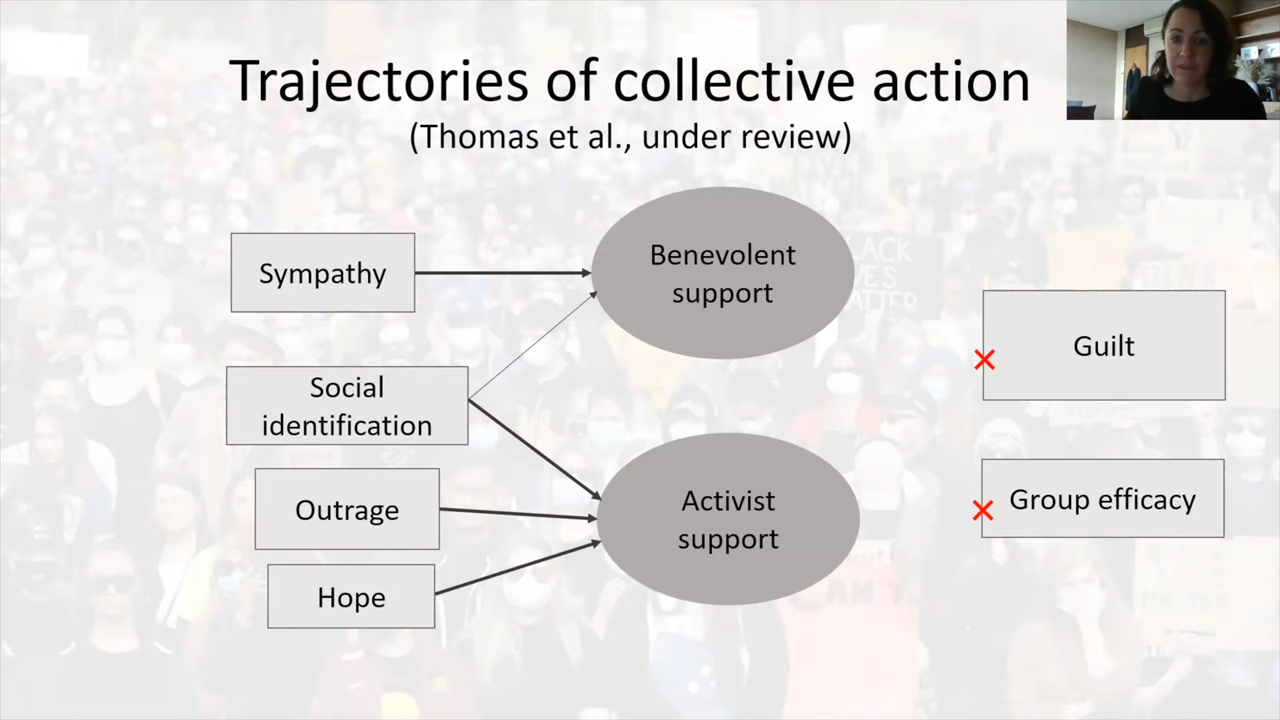 Trajectories of collective action
(Thomas et al., under review)
Sympathy
Benevolent
support
Social
identification
Outrage
Hope
Activist
support
Guilt
Group efficacy